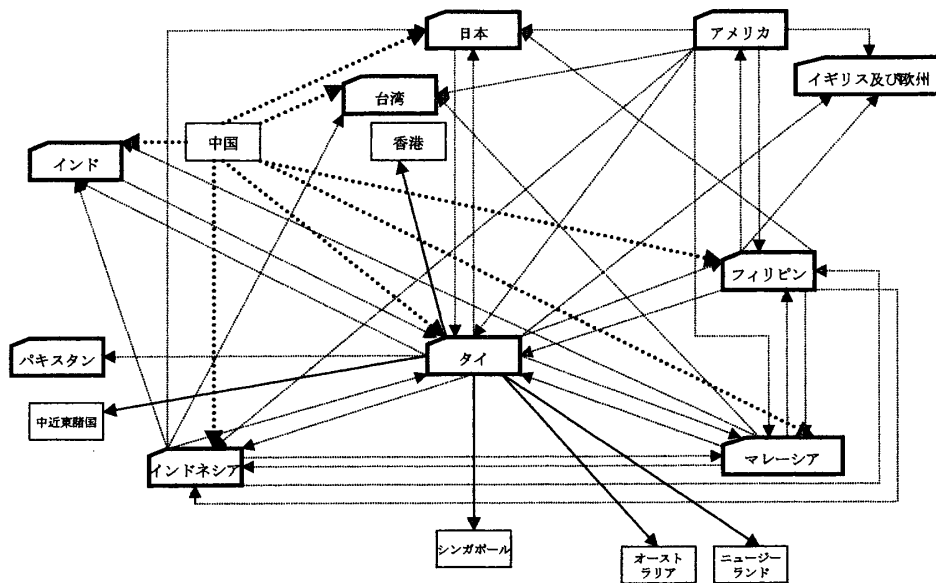 日本
アメリカ
イギリス及び欧州
台湾
中国
香港
インド
フィリピン
パキスタン
タイ
中近東諸国
インドネシア
マレーシア
シンガポール
オースト
ラリア
ニュージー
ランド